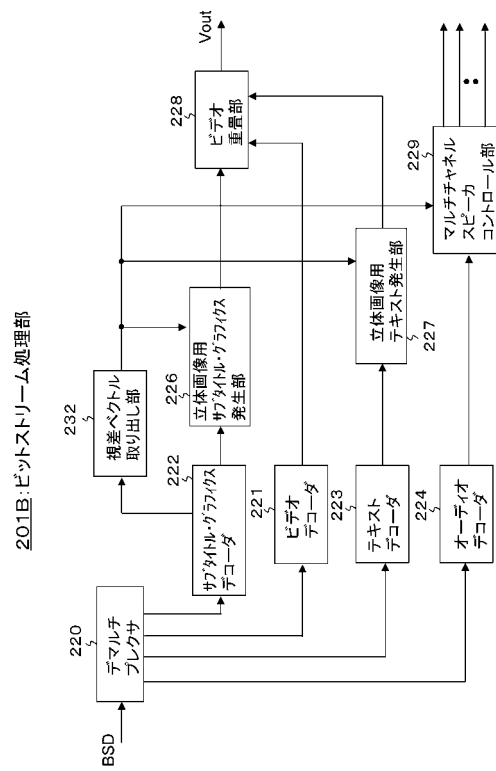 201B:ビットストリーム処理部
BSD
220
デマルチ
プレクサ
232
視差ベクトル
取り出し部
222
サブタイトル・グラフィクス
デコーダ
221
ビデオ
デコーダ
223
テキスト
デコーダ
224
オーディオ
デコーダ
226
立体画像用
サブタイトル・グラフィクス
発生部
立体画像用
テキスト発生部
227
228
ビデオ
重畳部
Vout
229
マルチチャネル
スピーカ
コントロール部